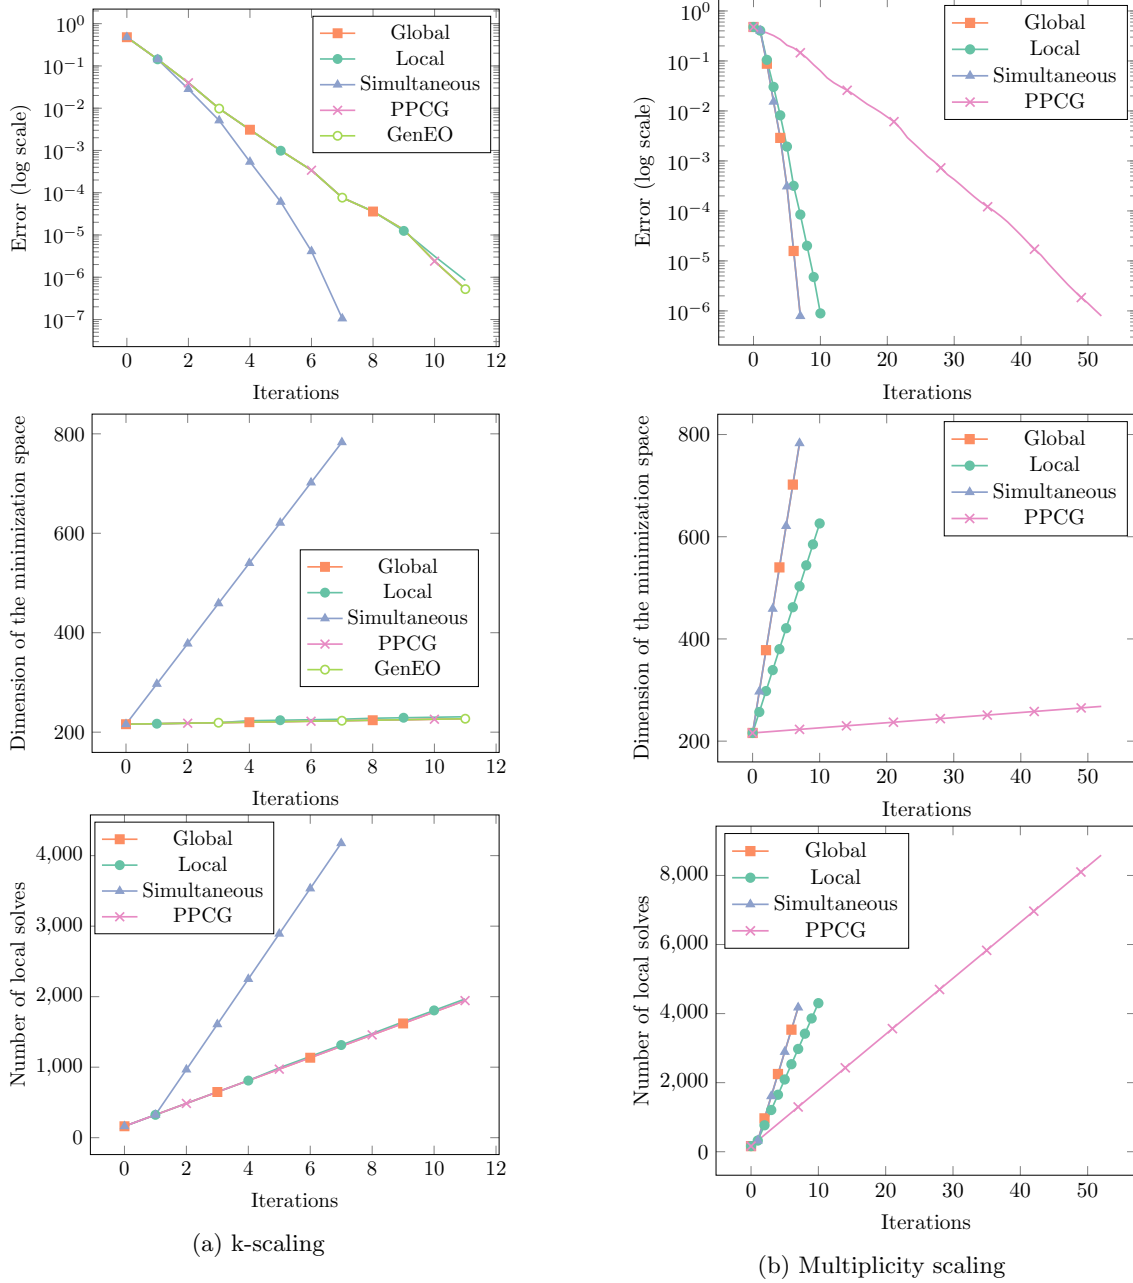 Error (log scale)
10^0
10^−1
10^−2
10^−3
10^−4
10^−5
10^−6
10^−7
Global
Local
Simultaneous
PPCG
GenEO
0 2 4 6 8 10 12
Iterations
Dimension of the minimization space
800
600
400
200
Global
Local
Simultaneous
PPCG
GenEO
0 2 4 6 8 10 12
Iterations
Number of local solves
4,000
3,000
2,000
1,000
0
Global
Local
Simultaneous
PPCG
0 2 4 6 8 10 12
Iterations
(a) k-scaling
Error (log scale)
10^0
10^−1
10^−2
10^−3
10^−4
10^−5
10^−6
Global
Local
Simultaneous
PPCG
0 10 20 30 40 50
Iterations
Dimension of the minimization space
800
600
400
200
Global
Local
Simultaneous
PPCG
0 10 20 30 40 50
Iterations
Number of local solves
8,000
6,000
4,000
2,000
0
Global
Local
Simultaneous
PPCG
0 10 20 30 40 50
Iterations
(b) Multiplicity scaling